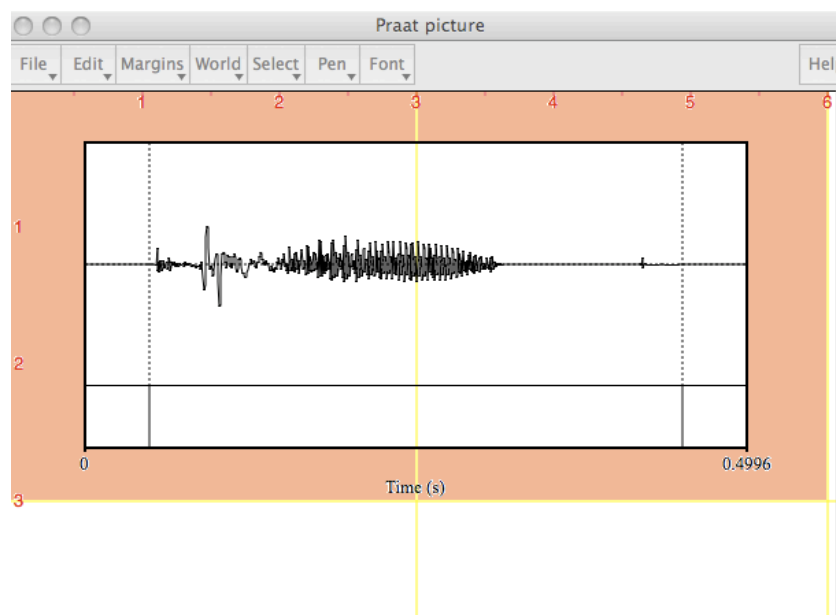 Praat picture
File Edit Margins World Select Pen Font Hel
1 2 3 4 5 6
1
2
0 0.4996
Time (s)
3